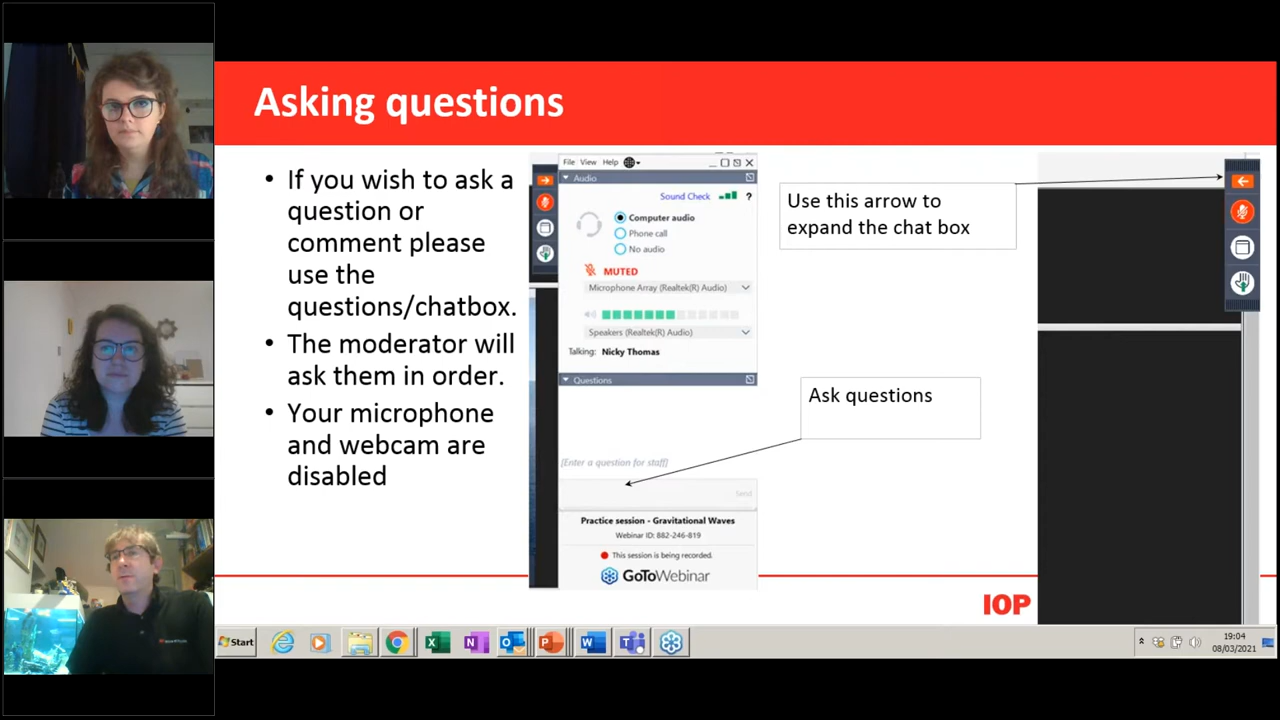 Asking questions
• If you wish to ask a
question or
comment please
use the
questions/chatbox.
• The moderator will
ask them in order.
• Your microphone
and webcam are
disabled
File View Help
Audio
Sound Check ?
Computer audio
Phone call
No audio
MUTED
Microphone Array (Realtek(R) Audio)
Speakers (Realtek(R) Audio)
Talking: Nicky Thomas
Questions
[Enter a question for staff]
Send
Practice session - Gravitational Waves
Webinar ID: 882-246-819
This session is being recorded.
GoToWebinar
Use this arrow to
expand the chat box
Ask questions
IOP
Start
19:04
08/03/2021